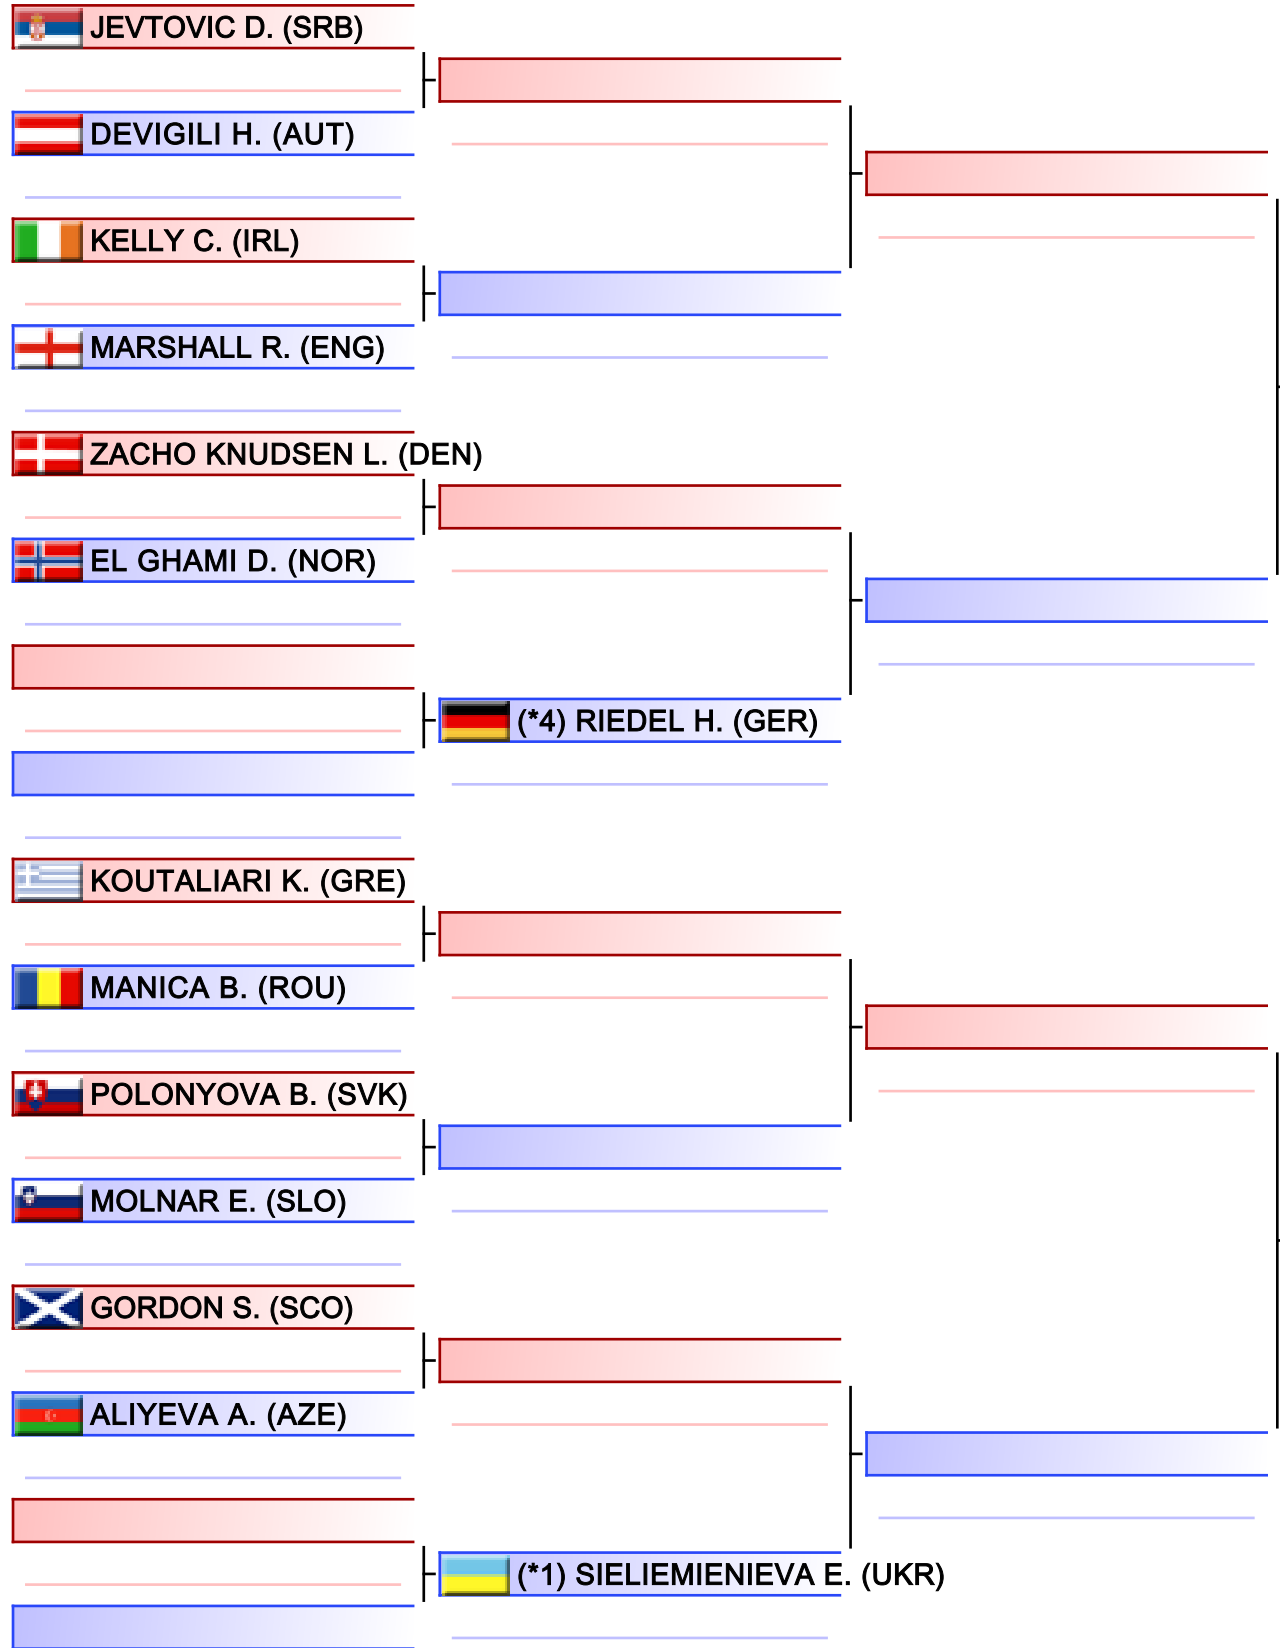 JEVTOVIC D. (SRB)
DEVIGILI H. (AUT)
KELLY C. (IRL)
MARSHALL R. (ENG)
ZACHO KNUDSEN L. (DEN)
EL GHAMI D. (NOR)
(*4) RIEDEL H. (GER)
KOUTALIARI K. (GRE)
MANICA B. (ROU)
POLONYOVA B. (SVK)
MOLNAR E. (SLO)
GORDON S. (SCO)
ALIYEVA A. (AZE)
(*1) SIELIEMIENIEVA E. (UKR)